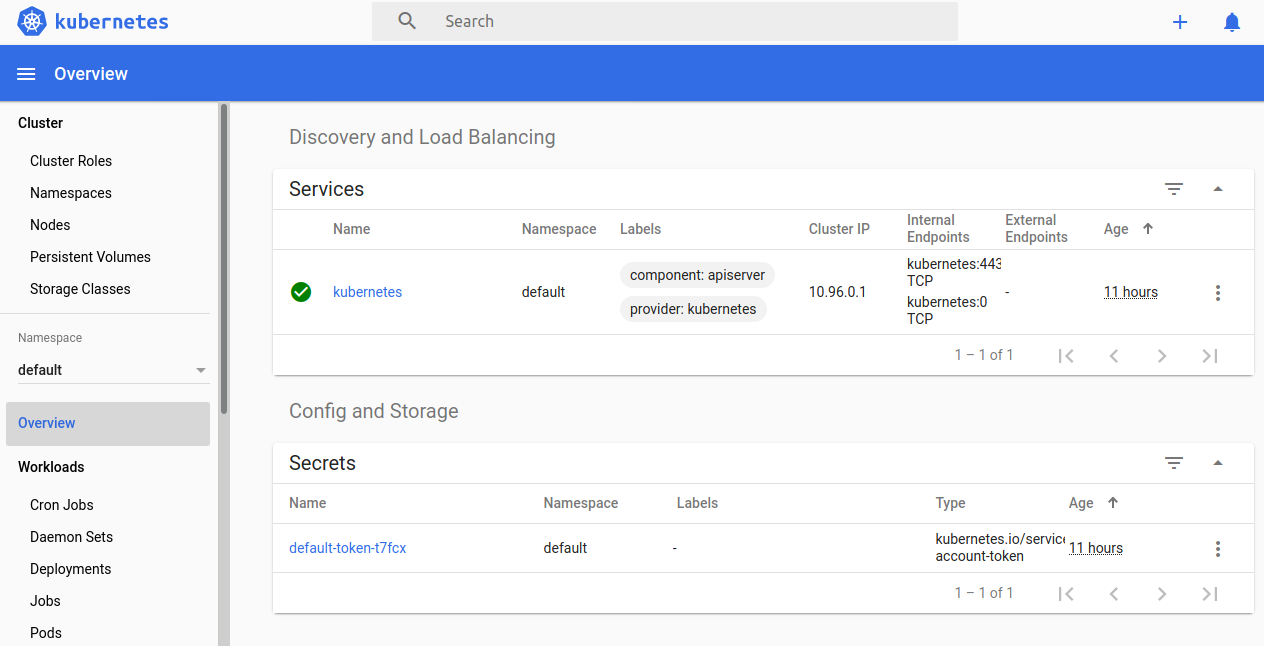 kubernetes
Search
Overview
Cluster
Cluster Roles
Namespaces
Nodes
Persistent Volumes
Storage Classes
Namespace
default
Overview
Workloads
Cron Jobs
Daemon Sets
Deployments
Jobs
Pods
Discovery and Load Balancing
Services
Name Namespace Labels Cluster IP Internal Endpoints External Endpoints Age
kubernetes default component: apiserver 10.96.0.1 kubernetes:443 TCP - 11 hours
provider: kubernetes kubernetes:0 TCP
1 – 1 of 1
Config and Storage
Secrets
Name Namespace Labels Type Age
default-token-t7fcx default - kubernetes.io/service account-token 11 hours
1 – 1 of 1